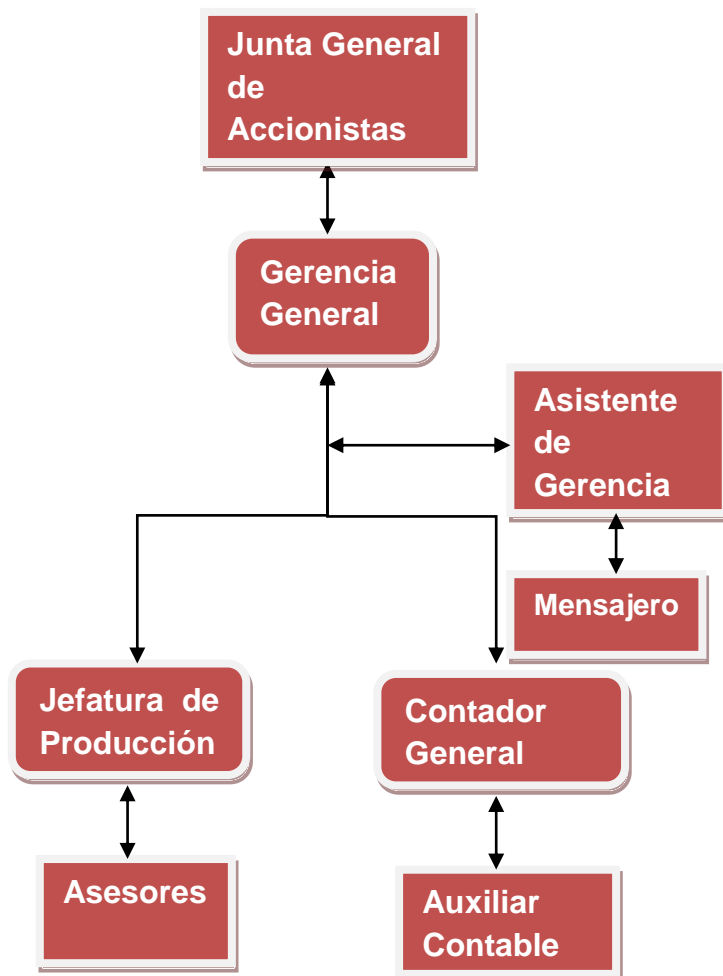 Junta General
de
Accionistas
Gerencia
General
Asistente
de
Gerencia
Mensajero
Jefatura de
Producción
Contador
General
Asesores
Auxiliar
Contable